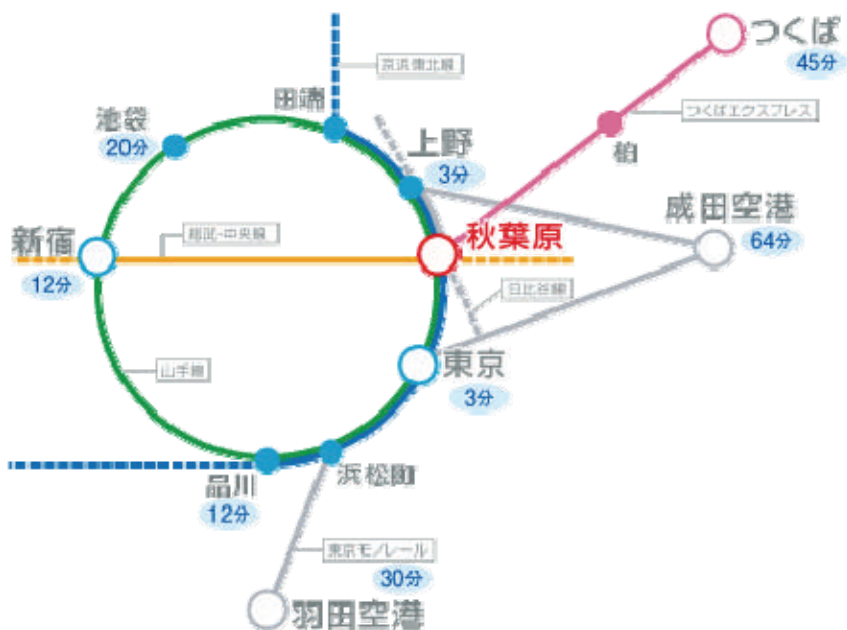 つくば
45分
京浜東北線
田端
池袋
20分
つくばエクスプレス
上野
3分
柏
成田空港
64分
新宿
12分
総武・中央線
秋葉原
日比谷線
山手線
東京
3分
品川
12分
浜松町
東京モノレール
30分
羽田空港